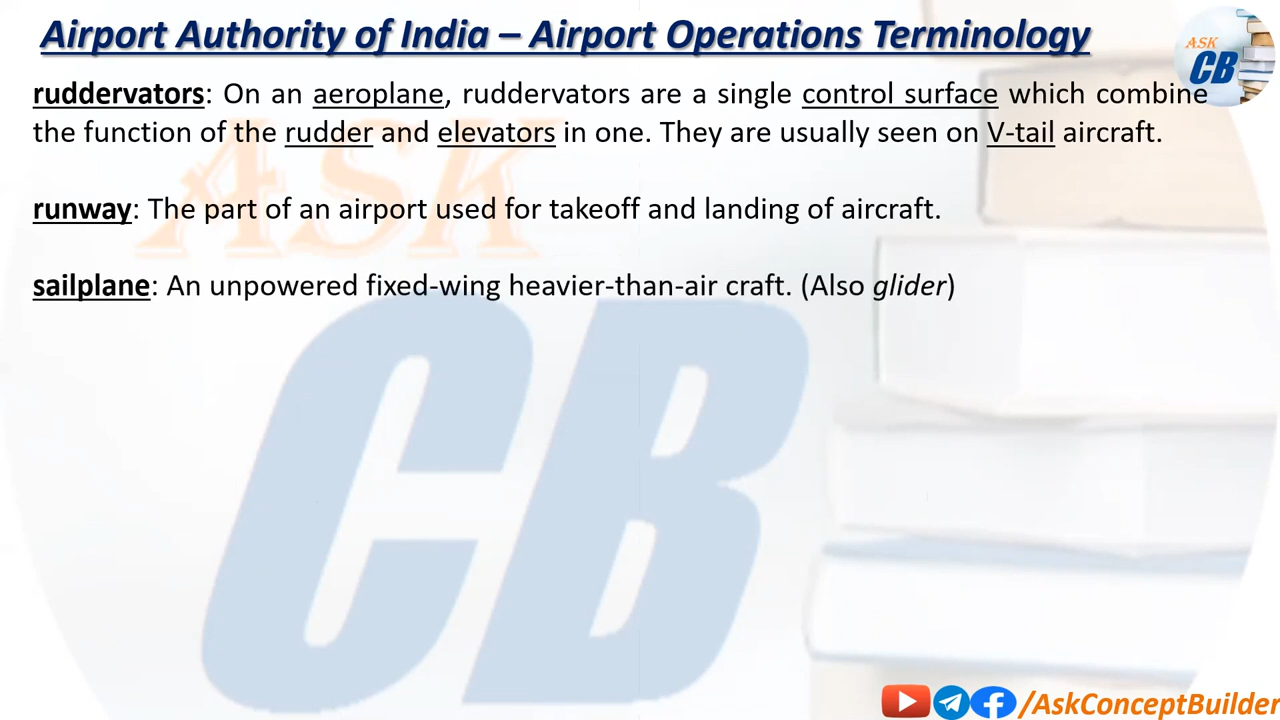 Airport Authority of India – Airport Operations Terminology
ASK
CB
ruddervators: On an aeroplane, ruddervators are a single control surface which combine
the function of the rudder and elevators in one. They are usually seen on V-tail aircraft.
ASK
runway: The part of an airport used for takeoff and landing of aircraft.
sailplane: An unpowered fixed-wing heavier-than-air craft. (Also glider)
CB
/AskConceptBuilder